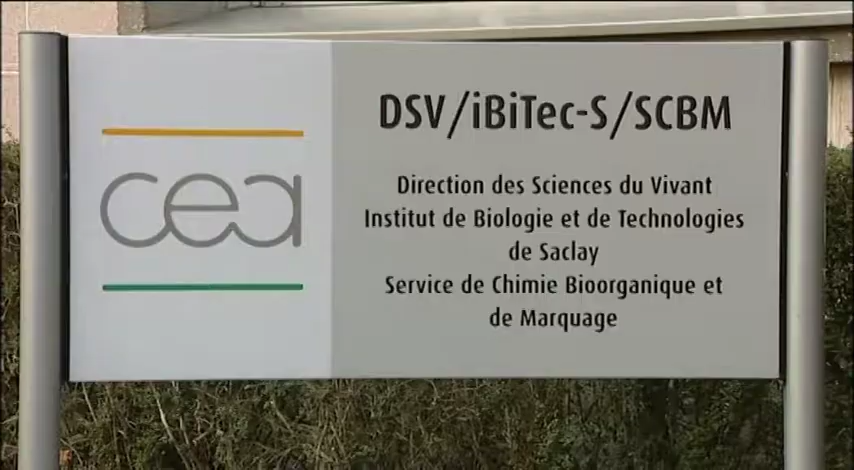 cea
DSV/iBiTec-S/SCBM
Direction des Sciences du Vivant
Institut de Biologie et de Technologies
de Saclay
Service de Chimie Bioorganique et
de Marquage